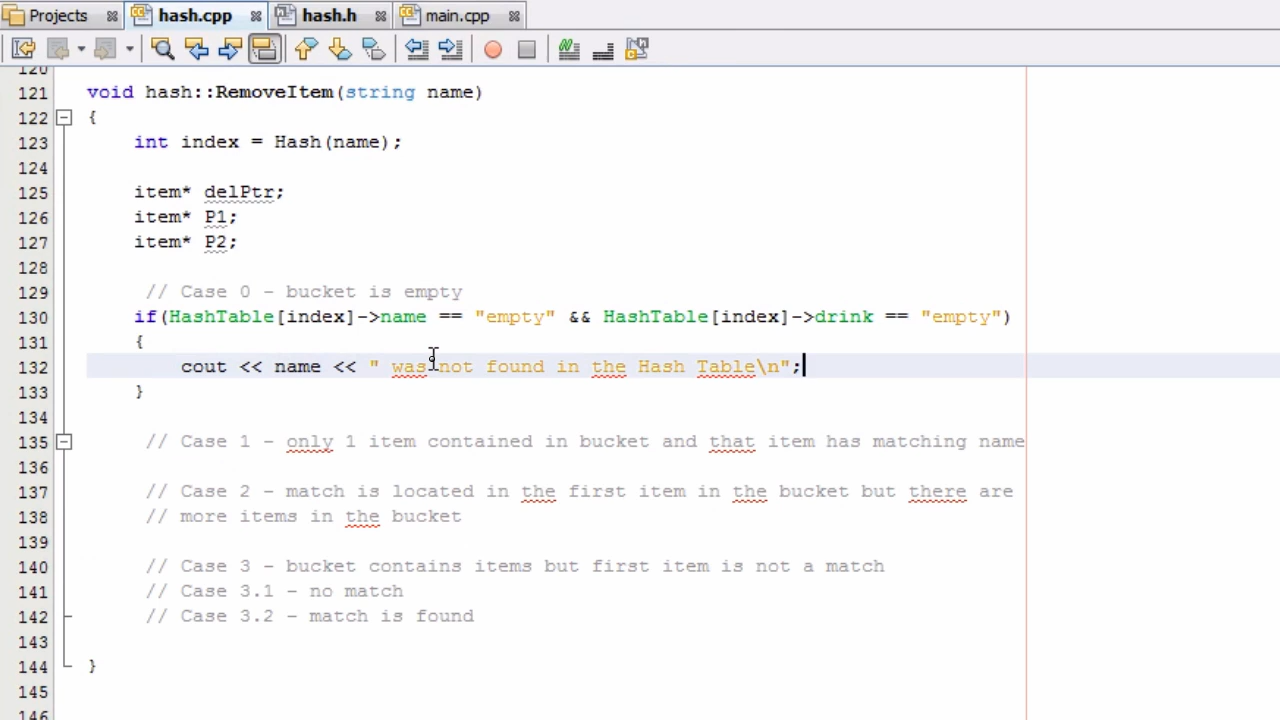 Projects hash.cpp hash.h main.cpp
120
121 void hash::RemoveItem(string name)
122 {
123 int index = Hash(name);
124
125 item* delPtr;
126 item* P1;
127 item* P2;
128
129 // Case 0 - bucket is empty
130 if(HashTable[index]->name == "empty" && HashTable[index]->drink == "empty")
131 {
132 cout << name << " was not found in the Hash Table\n";
133 }
134
135 // Case 1 - only 1 item contained in bucket and that item has matching name
136
137 // Case 2 - match is located in the first item in the bucket but there are
138 // more items in the bucket
139
140 // Case 3 - bucket contains items but first item is not a match
141 // Case 3.1 - no match
142 // Case 3.2 - match is found
143
144 }
145
146